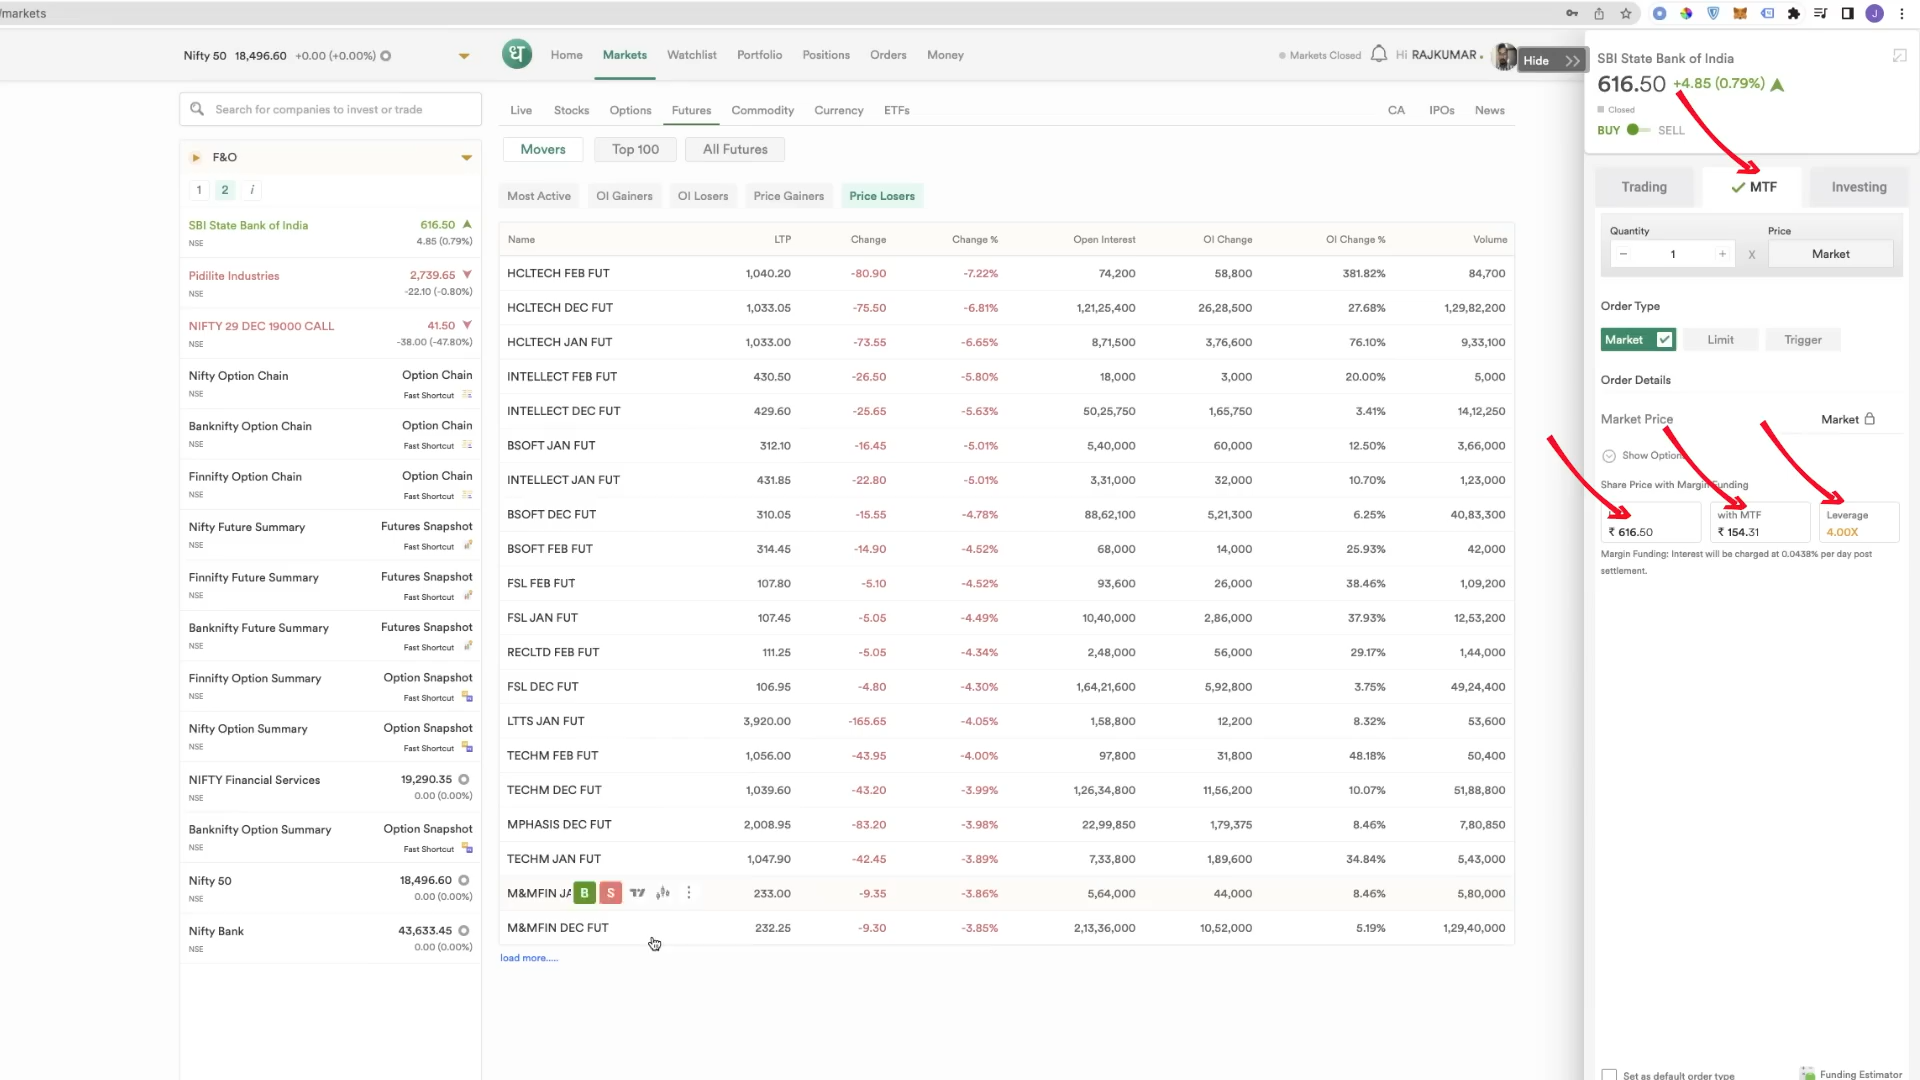 /markets
J
Nifty 50 18,496.60 +0.00 (+0.00%)
ध
Home Markets Watchlist Portfolio Positions Orders Money
Markets Closed Hi RAJKUMAR
Hide >>
Search for companies to invest or trade
F&O
1 2 i
SBI State Bank of India 616.50
NSE 4.85 (0.79%)
Pidilite Industries 2,739.65
NSE -22.10 (-0.80%)
NIFTY 29 DEC 19000 CALL 41.50
NSE -38.00 (-47.80%)
Nifty Option Chain Option Chain
NSE Fast Shortcut
Banknifty Option Chain Option Chain
NSE Fast Shortcut
Finnifty Option Chain Option Chain
NSE Fast Shortcut
Nifty Future Summary Futures Snapshot
NSE Fast Shortcut
Finnifty Future Summary Futures Snapshot
NSE Fast Shortcut
Banknifty Future Summary Futures Snapshot
NSE Fast Shortcut
Finnifty Option Summary Option Snapshot
NSE Fast Shortcut
Nifty Option Summary Option Snapshot
NSE Fast Shortcut
NIFTY Financial Services 19,290.35
NSE 0.00 (0.00%)
Banknifty Option Summary Option Snapshot
NSE Fast Shortcut
Nifty 50 18,496.60
NSE 0.00 (0.00%)
Nifty Bank 43,633.45
NSE 0.00 (0.00%)
Live Stocks Options Futures Commodity Currency ETFs CA IPOs News
Movers Top 100 All Futures
Most Active OI Gainers OI Losers Price Gainers Price Losers
Name LTP Change Change % Open Interest OI Change OI Change % Volume
HCLTECH FEB FUT 1,040.20 -80.90 -7.22% 74,200 58,800 381.82% 84,700
HCLTECH DEC FUT 1,033.05 -75.50 -6.81% 1,21,25,400 26,28,500 27.68% 1,29,82,200
HCLTECH JAN FUT 1,033.00 -73.55 -6.65% 8,71,500 3,76,600 76.10% 9,33,100
INTELLECT FEB FUT 430.50 -26.50 -5.80% 18,000 3,000 20.00% 5,000
INTELLECT DEC FUT 429.60 -25.65 -5.63% 50,25,750 1,65,750 3.41% 14,12,250
BSOFT JAN FUT 312.10 -16.45 -5.01% 5,40,000 60,000 12.50% 3,66,000
INTELLECT JAN FUT 431.85 -22.80 -5.01% 3,31,000 32,000 10.70% 1,23,000
BSOFT DEC FUT 310.05 -15.55 -4.78% 88,62,100 5,21,300 6.25% 40,83,300
BSOFT FEB FUT 314.45 -14.90 -4.52% 68,000 14,000 25.93% 42,000
FSL FEB FUT 107.80 -5.10 -4.52% 93,600 26,000 38.46% 1,09,200
FSL JAN FUT 107.45 -5.05 -4.49% 10,40,000 2,86,000 37.93% 12,53,200
RECLTD FEB FUT 111.25 -5.05 -4.34% 2,48,000 56,000 29.17% 1,44,000
FSL DEC FUT 106.95 -4.80 -4.30% 1,64,21,600 5,92,800 3.75% 49,24,400
LTTS JAN FUT 3,920.00 -165.65 -4.05% 1,58,800 12,200 8.32% 53,600
TECHM FEB FUT 1,056.00 -43.95 -4.00% 97,800 31,800 48.18% 50,400
TECHM DEC FUT 1,039.60 -43.20 -3.99% 1,26,34,800 11,56,200 10.07% 51,88,800
MPHASIS DEC FUT 2,008.95 -83.20 -3.98% 22,99,850 1,79,375 8.46% 7,80,850
TECHM JAN FUT 1,047.90 -42.45 -3.89% 7,33,800 1,89,600 34.84% 5,43,000
M&MFIN JA B S 233.00 -9.35 -3.86% 5,64,000 44,000 8.46% 5,80,000
M&MFIN DEC FUT 232.25 -9.30 -3.85% 2,13,36,000 10,52,000 5.19% 1,29,40,000
load more.....
SBI State Bank of India
616.50 +4.85 (0.79%)
Closed
BUY SELL
Trading MTF Investing
Quantity Price
− 1 + X Market
Order Type
Market Limit Trigger
Order Details
Market Price Market
Show Option
Share Price with Margin Funding
with MTF Leverage
₹ 616.50 ₹ 154.31 4.00X
Margin Funding: Interest will be charged at 0.0438% per day post
settlement.
Set as default order type Funding Estimator